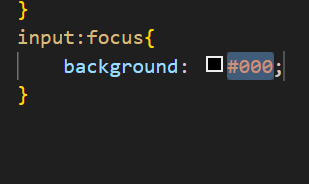 }
input:focus{
    background: #000;
}